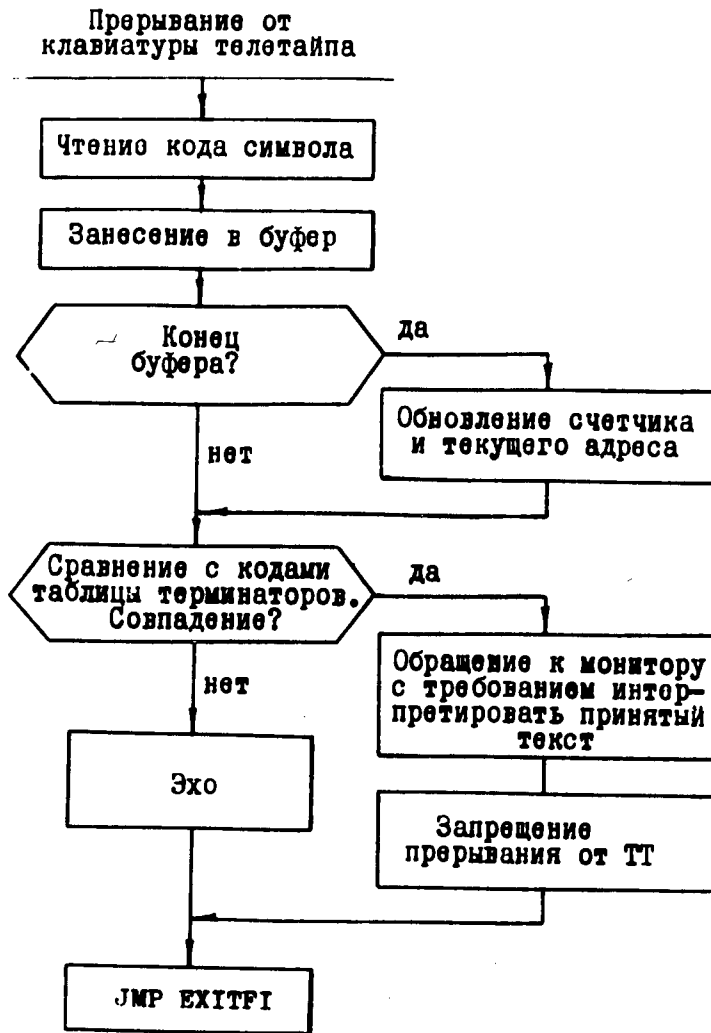 Прерывание от
клавиатуры телетайпа
Чтение кода символа
Занесение в буфер
Конец
буфера?
да
Обновление счетчика
и текущего адреса
нет
Сравнение с кодами
таблицы терминаторов.
Совпадение?
да
Обращение к монитору
с требованием интер-
претировать принятый
текст
нет
Эхо
Запрещение
прерывания от ТТ
JMP EXITFI